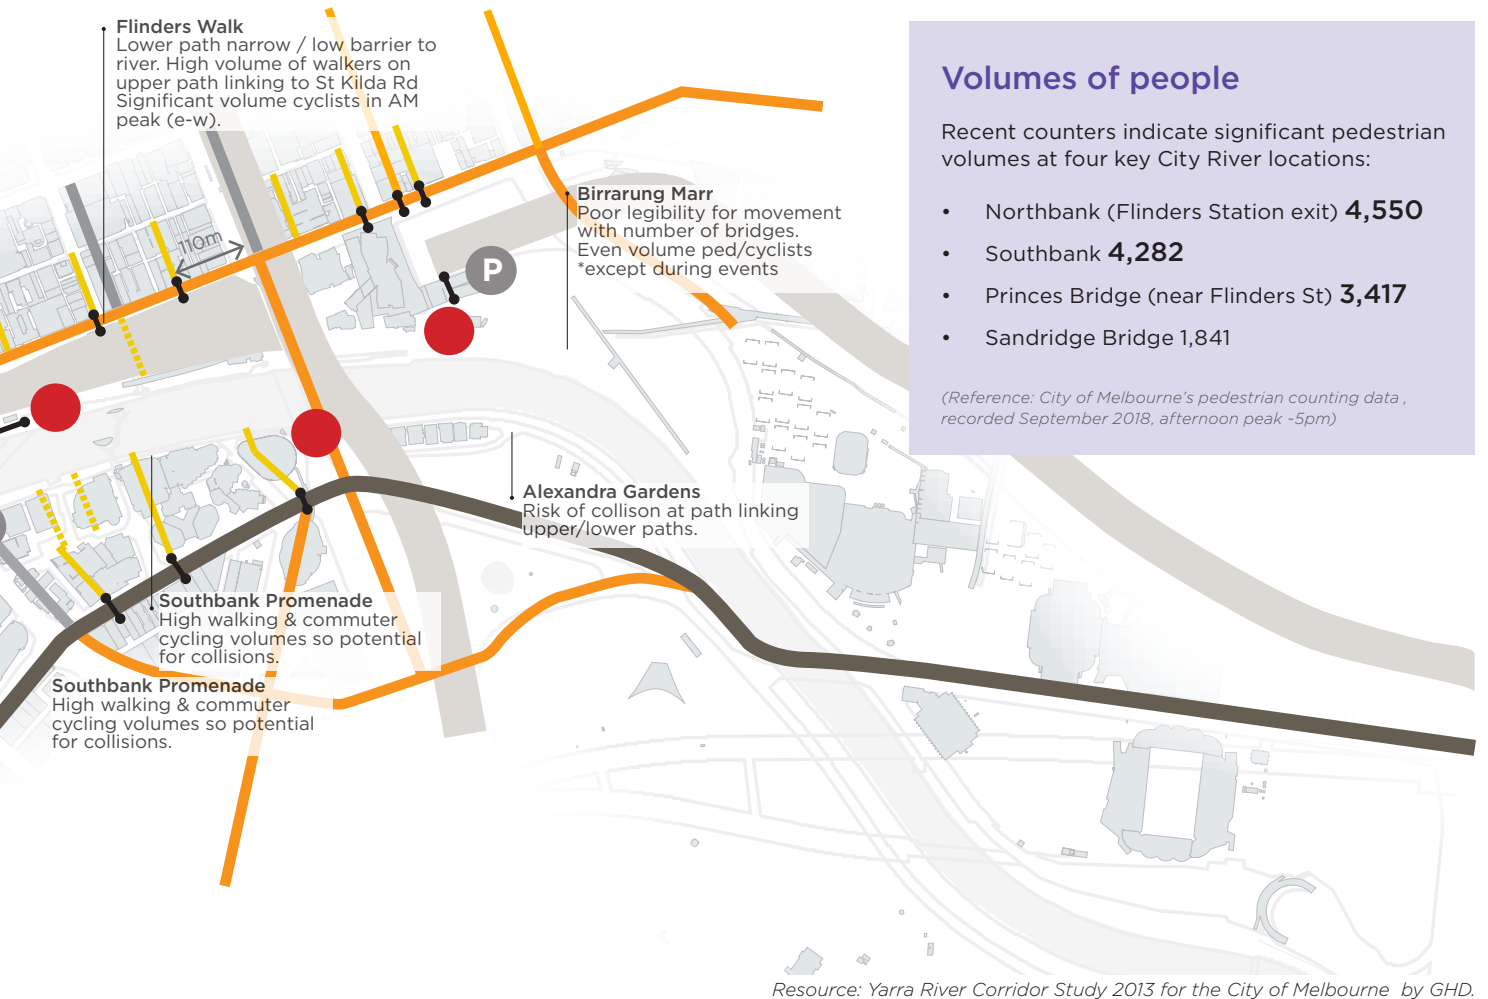 Flinders Walk
Lower path narrow / low barrier to
river. High volume of walkers on
upper path linking to St Kilda Rd
Significant volume cyclists in AM
peak (e-w).
110m
Birrarung Marr
Poor legibility for movement
with number of bridges.
Even volume ped/cyclists
*except during events
P
Alexandra Gardens
Risk of collison at path linking
upper/lower paths.
Southbank Promenade
High walking & commuter
cycling volumes so potential
for collisions.
Southbank Promenade
High walking & commuter
cycling volumes so potential
for collisions.
Volumes of people
Recent counters indicate significant pedestrian
volumes at four key City River locations:
• Northbank (Flinders Station exit) 4,550
• Southbank 4,282
• Princes Bridge (near Flinders St) 3,417
• Sandridge Bridge 1,841
(Reference: City of Melbourne's pedestrian counting data ,
recorded September 2018, afternoon peak ~5pm)
Resource: Yarra River Corridor Study 2013 for the City of Melbourne  by GHD.